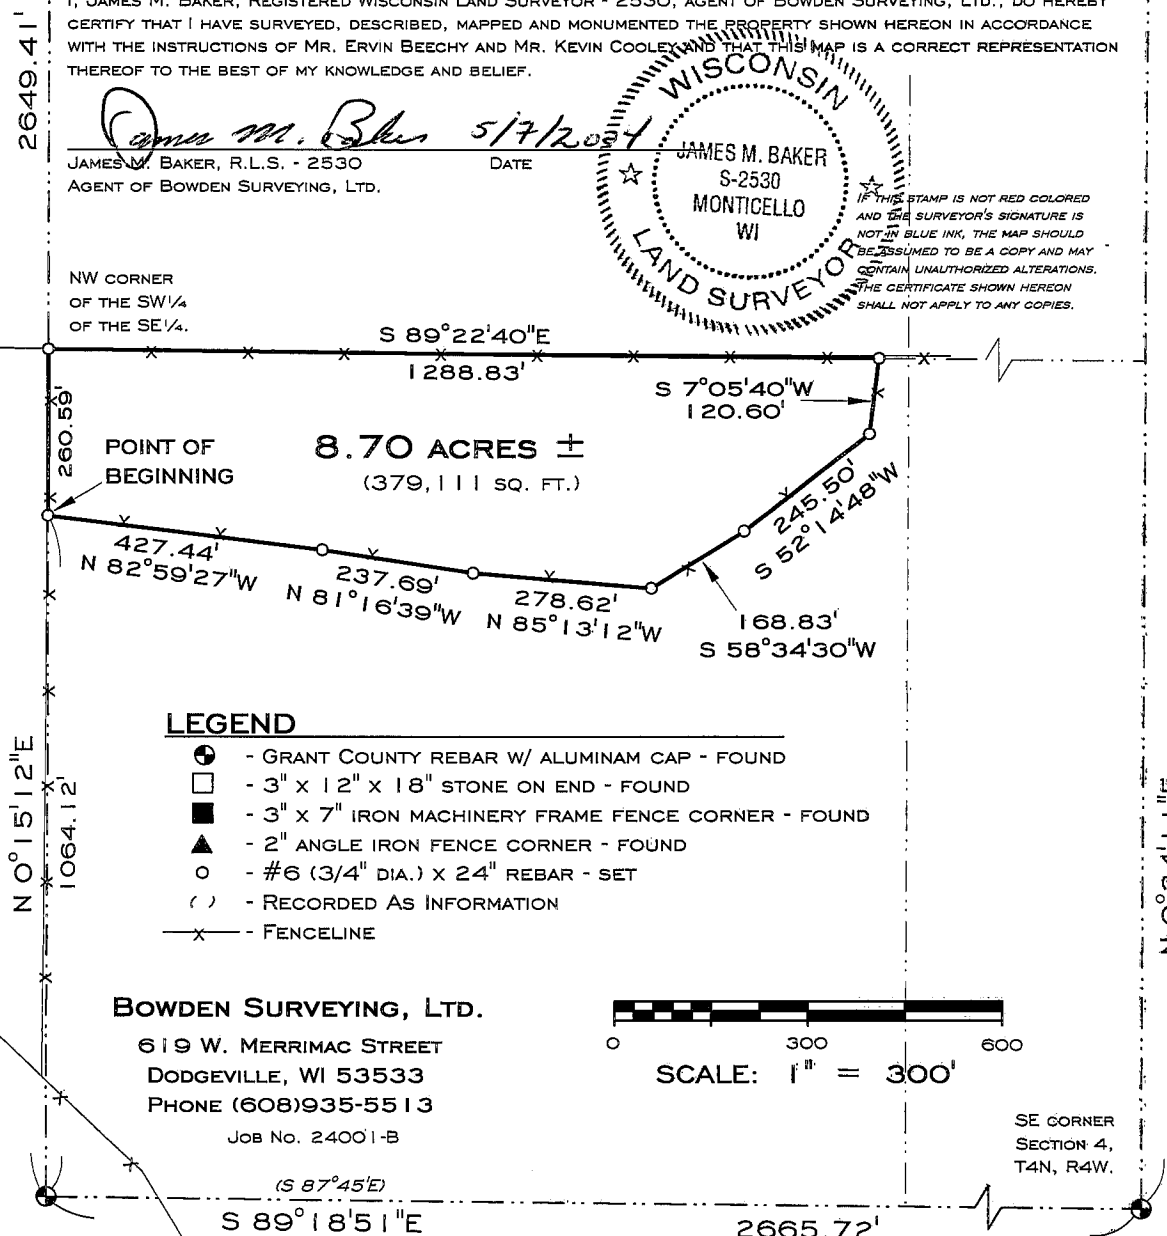 I, JAMES M. BAKER, REGISTERED WISCONSIN LAND SURVEYOR - 2530, AGENT OF BOWDEN SURVEYING, LTD., DO HEREBY
CERTIFY THAT I HAVE SURVEYED, DESCRIBED, MAPPED AND MONUMENTED THE PROPERTY SHOWN HEREON IN ACCORDANCE
WITH THE INSTRUCTIONS OF MR. ERVIN BEECHY AND MR. KEVIN COOLEY AND THAT THIS MAP IS A CORRECT REPRESENTATION
THEREOF TO THE BEST OF MY KNOWLEDGE AND BELIEF.
2649.41'
James M. Baker 5/7/2024
JAMES M. BAKER, R.L.S. - 2530 DATE
AGENT OF BOWDEN SURVEYING, LTD.
WISCONSIN
JAMES M. BAKER
S-2530
MONTICELLO
WI
LAND SURVEYOR
IF THIS STAMP IS NOT RED COLORED
AND THE SURVEYOR'S SIGNATURE IS
NOT IN BLUE INK, THE MAP SHOULD
BE ASSUMED TO BE A COPY AND MAY
CONTAIN UNAUTHORIZED ALTERATIONS.
THE CERTIFICATE SHOWN HEREON
SHALL NOT APPLY TO ANY COPIES.
NW CORNER
OF THE SW1/4
OF THE SE1/4.
S 89°22'40"E
1288.83'
S 7°05'40"W
120.60'
260.59'
POINT OF
BEGINNING
8.70 ACRES ±
(379,111 SQ. FT.)
245.50'
S 52°14'48"W
427.44'
N 82°59'27"W
237.69'
N 81°16'39"W
278.62'
N 85°13'12"W
168.83'
S 58°34'30"W
LEGEND
- GRANT COUNTY REBAR W/ ALUMINAM CAP - FOUND
- 3" X 12" X 18" STONE ON END - FOUND
- 3" X 7" IRON MACHINERY FRAME FENCE CORNER - FOUND
- 2" ANGLE IRON FENCE CORNER - FOUND
- #6 (3/4" DIA.) X 24" REBAR - SET
( ) - RECORDED AS INFORMATION
x - FENCELINE
N 0°15'12"E
1064.12'
BOWDEN SURVEYING, LTD.
619 W. MERRIMAC STREET
DODGEVILLE, WI 53533
PHONE (608)935-5513
JOB NO. 24001-B
0 300 600
SCALE: 1" = 300'
SE CORNER
SECTION 4,
T4N, R4W.
(S 87°45'E)
S 89°18'51"E
2665.72'